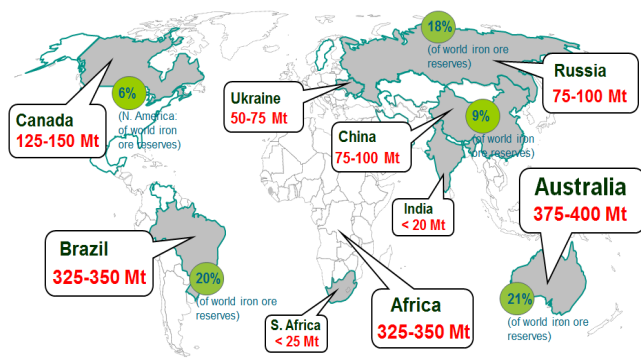 18%
(of world iron ore
reserves)
Russia
75-100 Mt
6%
(N. America:
of world iron
ore reserves)
Canada
125-150 Mt
Ukraine
50-75 Mt
China
75-100 Mt
9%
(of world iron
ore reserves)
India
< 20 Mt
Australia
375-400 Mt
Brazil
325-350 Mt
20%
(of world iron ore
reserves)
S. Africa
< 25 Mt
Africa
325-350 Mt
21%
(of world iron ore
reserves)